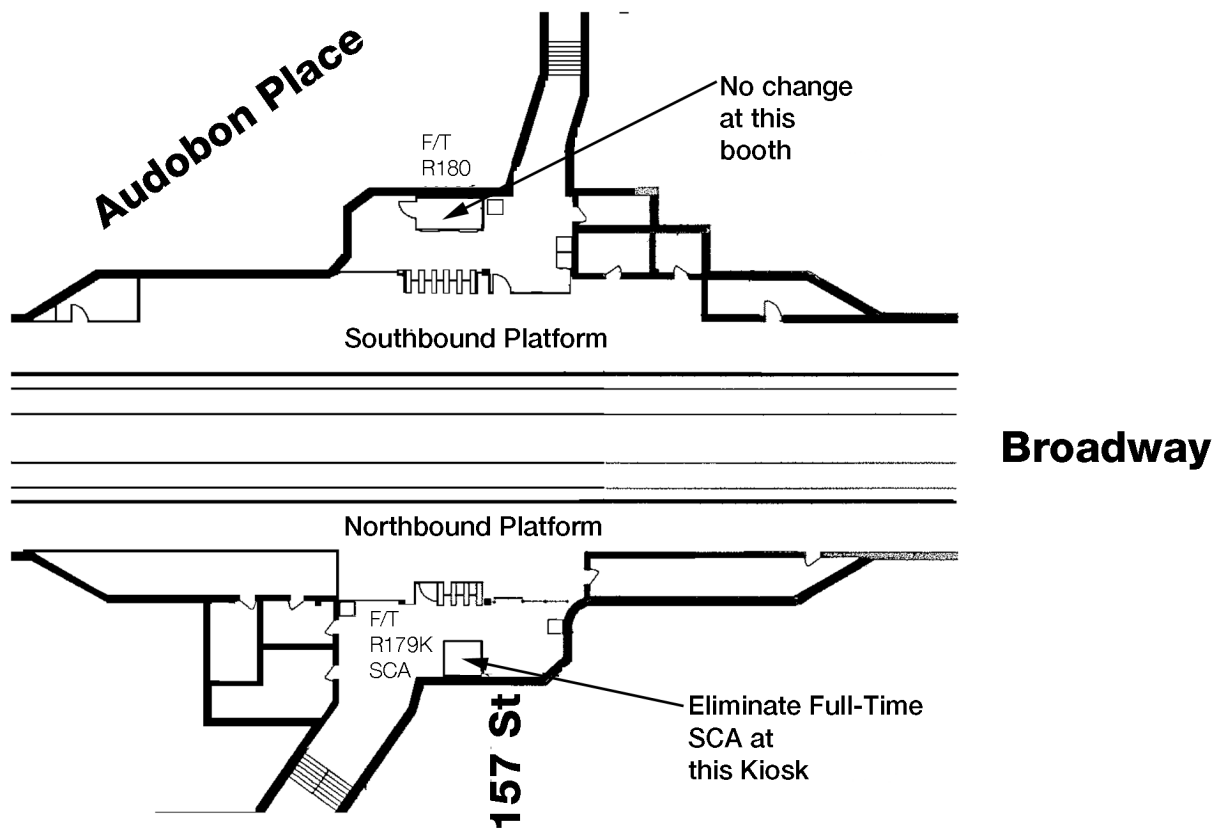 Audobon Place
No change
at this
booth
F/T
R180
Southbound Platform
Broadway
Northbound Platform
F/T
R179K
SCA
Eliminate Full-Time
SCA at
this Kiosk
157 St